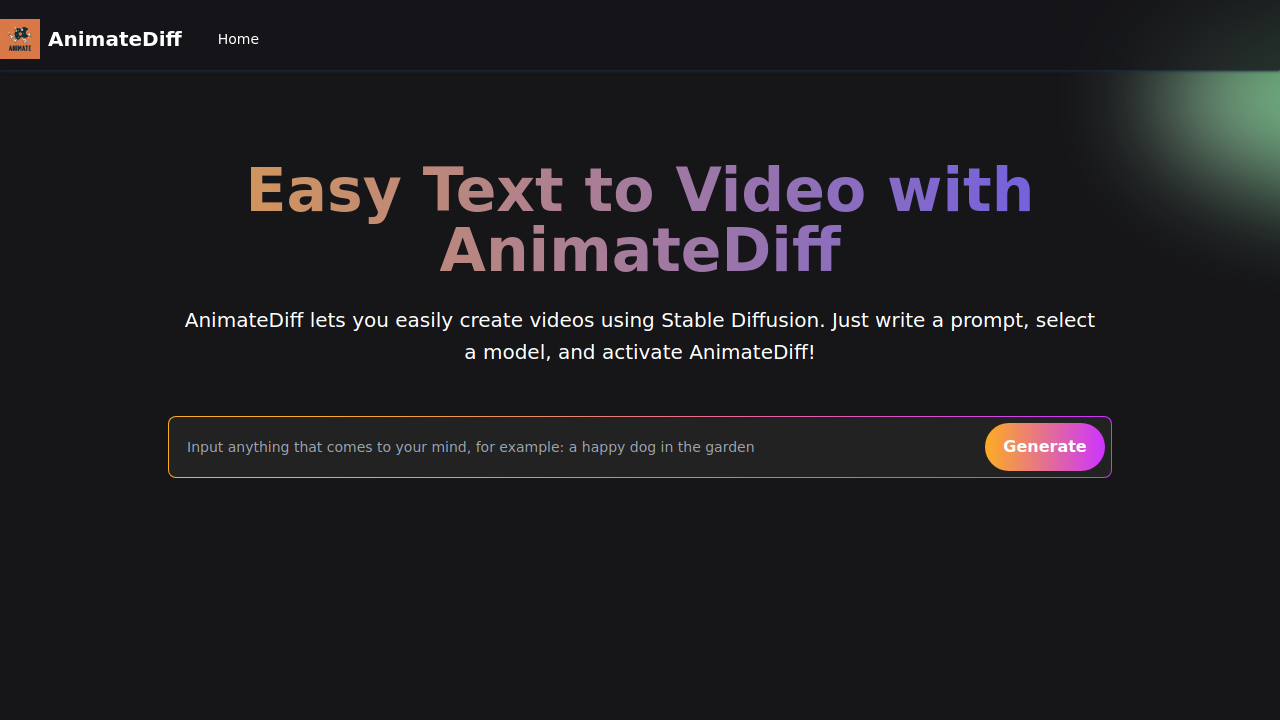 ANIMATE
AnimateDiff
Home
Easy Text to Video with
AnimateDiff
AnimateDiff lets you easily create videos using Stable Diffusion. Just write a prompt, select
a model, and activate AnimateDiff!
Input anything that comes to your mind, for example: a happy dog in the garden
Generate